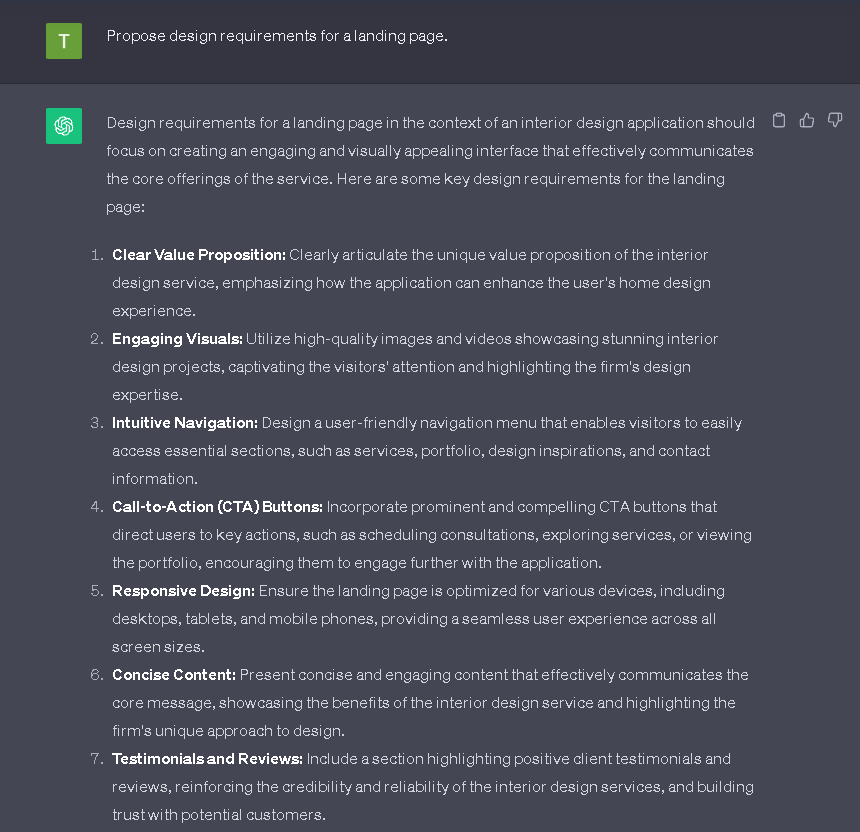 T
Propose design requirements for a landing page.
Design requirements for a landing page in the context of an interior design application should
focus on creating an engaging and visually appealing interface that effectively communicates
the core offerings of the service. Here are some key design requirements for the landing
page:
1. Clear Value Proposition: Clearly articulate the unique value proposition of the interior
design service, emphasizing how the application can enhance the user's home design
experience.
2. Engaging Visuals: Utilize high-quality images and videos showcasing stunning interior
design projects, captivating the visitors' attention and highlighting the firm's design
expertise.
3. Intuitive Navigation: Design a user-friendly navigation menu that enables visitors to easily
access essential sections, such as services, portfolio, design inspirations, and contact
information.
4. Call-to-Action (CTA) Buttons: Incorporate prominent and compelling CTA buttons that
direct users to key actions, such as scheduling consultations, exploring services, or viewing
the portfolio, encouraging them to engage further with the application.
5. Responsive Design: Ensure the landing page is optimized for various devices, including
desktops, tablets, and mobile phones, providing a seamless user experience across all
screen sizes.
6. Concise Content: Present concise and engaging content that effectively communicates the
core message, showcasing the benefits of the interior design service and highlighting the
firm's unique approach to design.
7. Testimonials and Reviews: Include a section highlighting positive client testimonials and
reviews, reinforcing the credibility and reliability of the interior design services, and building
trust with potential customers.